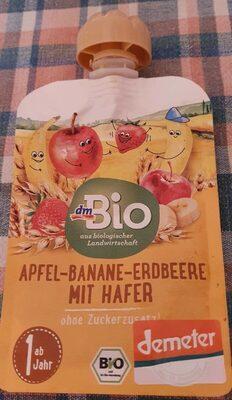 dm
Bio
aus biologischer
Landwirtschaft
APFEL-BANANE-ERDBEERE
MIT HAFER
ohne Zuckerzusatz
1 ab
Jahr
BIO
demeter